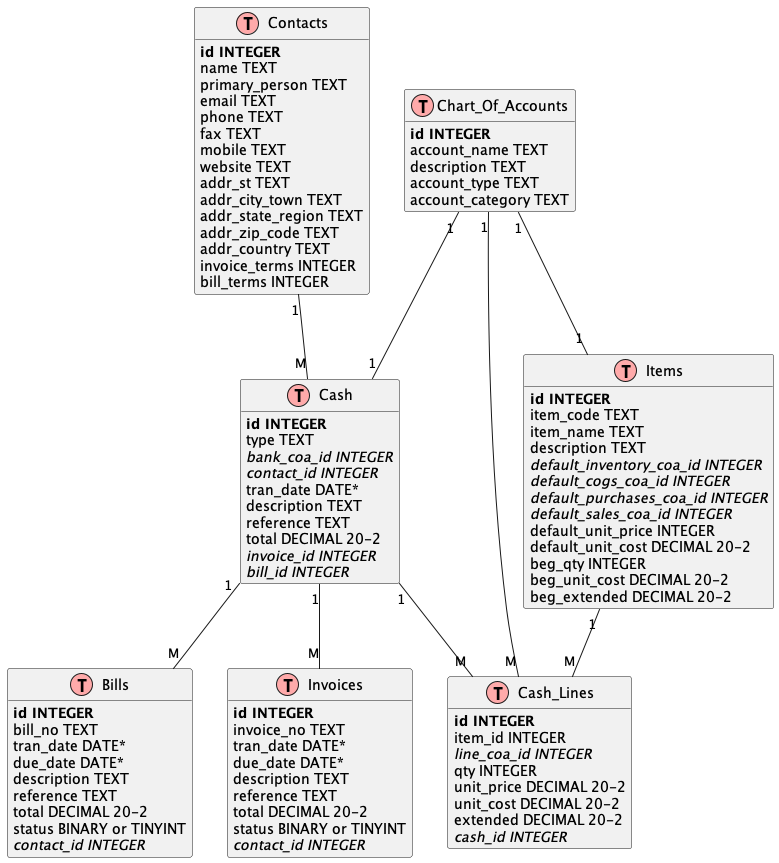 T Contacts
id INTEGER
name TEXT
primary_person TEXT
email TEXT
phone TEXT
fax TEXT
mobile TEXT
website TEXT
addr_st TEXT
addr_city_town TEXT
addr_state_region TEXT
addr_zip_code TEXT
addr_country TEXT
invoice_terms INTEGER
bill_terms INTEGER
T Chart_Of_Accounts
id INTEGER
account_name TEXT
description TEXT
account_type TEXT
account_category TEXT
1
1
1
1
M
1
1
T Cash
id INTEGER
type TEXT
bank_coa_id INTEGER
contact_id INTEGER
tran_date DATE*
description TEXT
reference TEXT
total DECIMAL 20-2
invoice_id INTEGER
bill_id INTEGER
T Items
id INTEGER
item_code TEXT
item_name TEXT
description TEXT
default_inventory_coa_id INTEGER
default_cogs_coa_id INTEGER
default_purchases_coa_id INTEGER
default_sales_coa_id INTEGER
default_unit_price INTEGER
default_unit_cost DECIMAL 20-2
beg_qty INTEGER
beg_unit_cost DECIMAL 20-2
beg_extended DECIMAL 20-2
1
1
1
1
M
M
M
M
M
T Bills
id INTEGER
bill_no TEXT
tran_date DATE*
due_date DATE*
description TEXT
reference TEXT
total DECIMAL 20-2
status BINARY or TINYINT
contact_id INTEGER
T Invoices
id INTEGER
invoice_no TEXT
tran_date DATE*
due_date DATE*
description TEXT
reference TEXT
total DECIMAL 20-2
status BINARY or TINYINT
contact_id INTEGER
T Cash_Lines
id INTEGER
item_id INTEGER
line_coa_id INTEGER
qty INTEGER
unit_price DECIMAL 20-2
unit_cost DECIMAL 20-2
extended DECIMAL 20-2
cash_id INTEGER